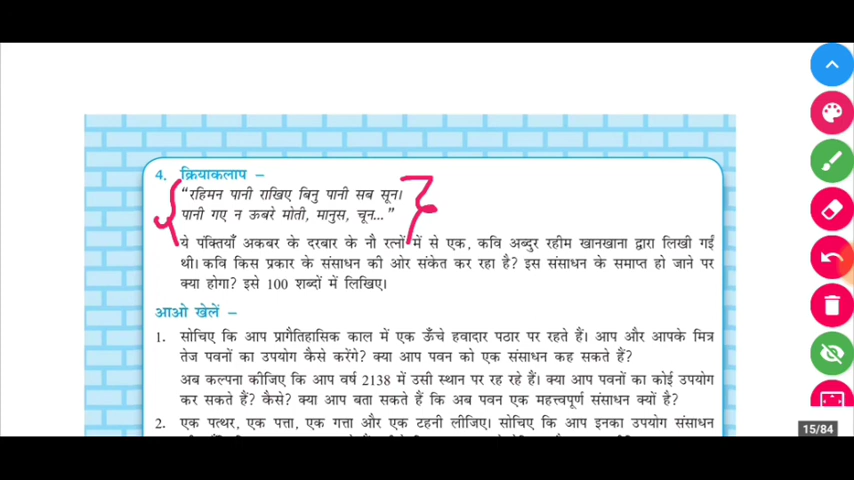 4. क्रियाकलाप –
“रहिमन पानी राखिए बिनु पानी सब सून।
पानी गए न ऊबरे मोती, मानुस, चून...”
ये पंक्तियाँ अकबर के दरबार के नौ रत्नों में से एक, कवि अब्दुर रहीम खानखाना द्वारा लिखी गईं
थी। कवि किस प्रकार के संसाधन की ओर संकेत कर रहा है? इस संसाधन के समाप्त हो जाने पर
क्या होगा? इसे 100 शब्दों में लिखिए।
आओ खेलें –
1. सोचिए कि आप प्रागैतिहासिक काल में एक ऊँचे हवादार पठार पर रहते हैं। आप और आपके मित्र
तेज पवनों का उपयोग कैसे करेंगे? क्या आप पवन को एक संसाधन कह सकते हैं?
अब कल्पना कीजिए कि आप वर्ष 2138 में उसी स्थान पर रह रहे हैं। क्या आप पवनों का कोई उपयोग
कर सकते हैं? कैसे? क्या आप बता सकते हैं कि अब पवन एक महत्त्वपूर्ण संसाधन क्यों है?
2. एक पत्थर, एक पत्ता, एक गत्ता और एक टहनी लीजिए। सोचिए कि आप इनका उपयोग संसाधन
15/84